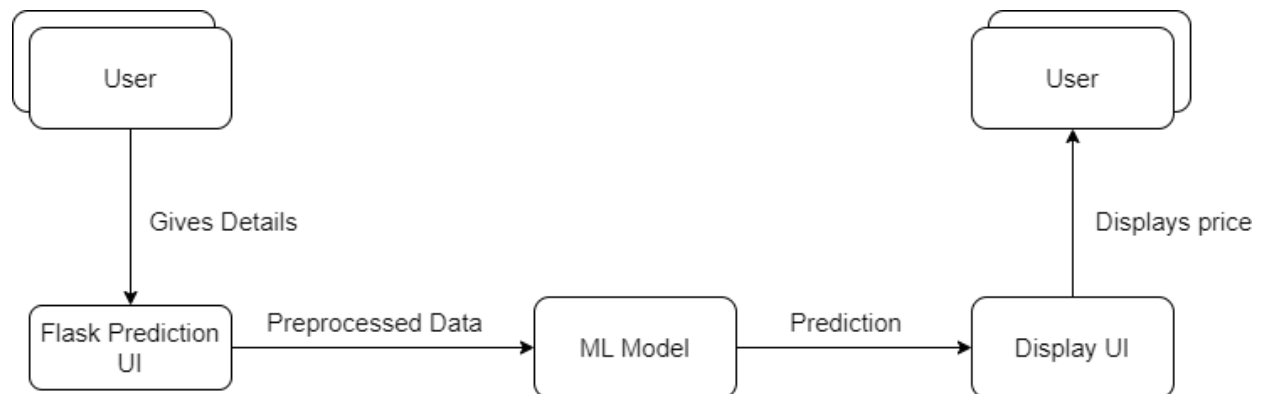 User
User
Gives Details
Displays price
Flask Prediction
UI
Preprocessed Data
ML Model
Prediction
Display UI